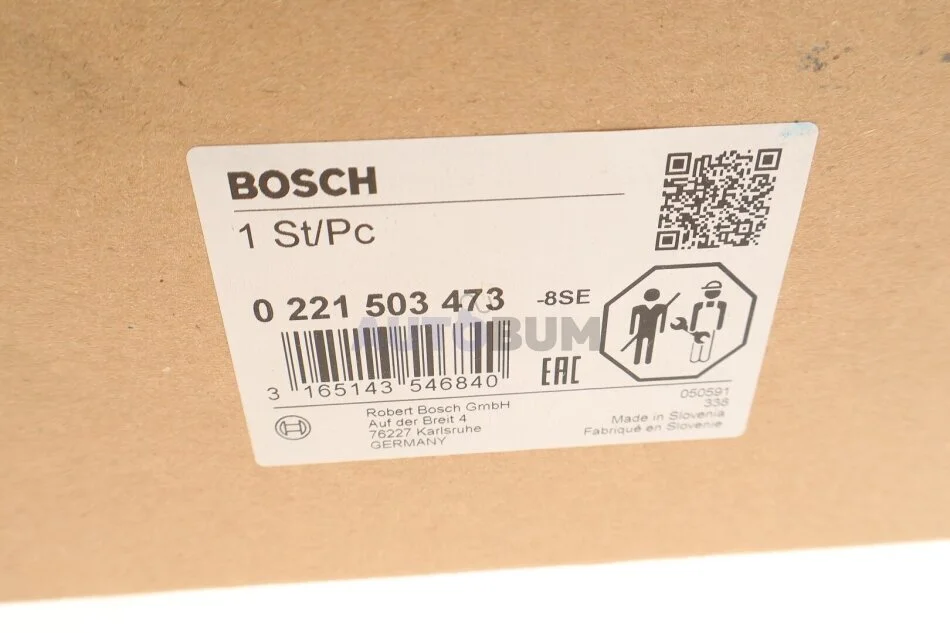 BOSCH
1 St/Pc
0 221 503 473 -8SE
AUTOBUM
3 165143 546840
EAC
Robert Bosch GmbH
Auf der Breit 4
76227 Karlsruhe
GERMANY
050591
338
Made in Slovenia
Fabriqué en Slovenie